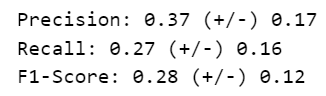 Precision: 0.37 (+/-) 0.17
Recall: 0.27 (+/-) 0.16
F1-Score: 0.28 (+/-) 0.12